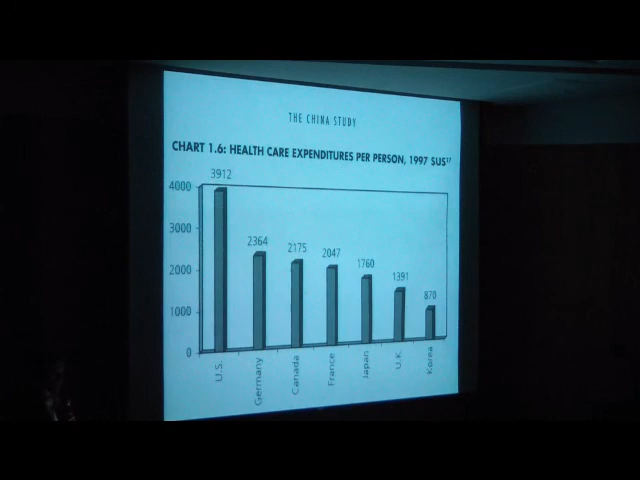 THE CHINA STUDY
CHART 1.6: HEALTH CARE EXPENDITURES PER PERSON, 1997 $US¹⁷
3912
4000
3000
2364
2175
2047
2000
1760
1391
1000
870
0
U.S.
Germany
Canada
France
Japan
U.K.
Korea